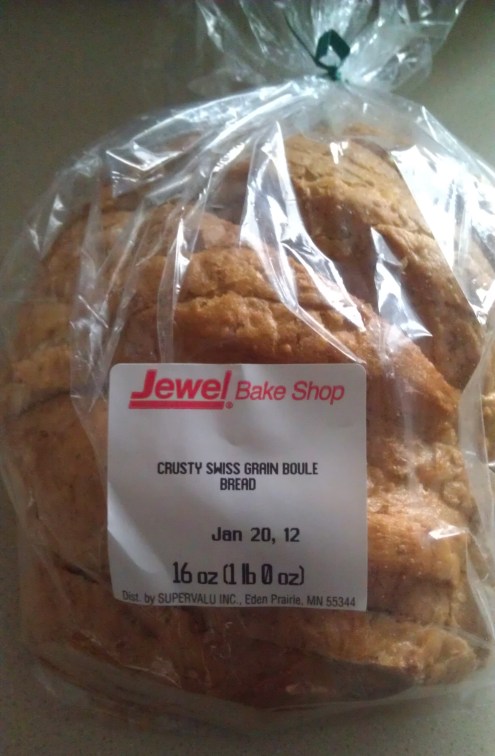 Jewel® Bake Shop
CRUSTY SWISS GRAIN BOULE
BREAD
Jan 20, 12
16 oz (1 lb 0 oz)
Dist. by SUPERVALU INC., Eden Prairie, MN 55344